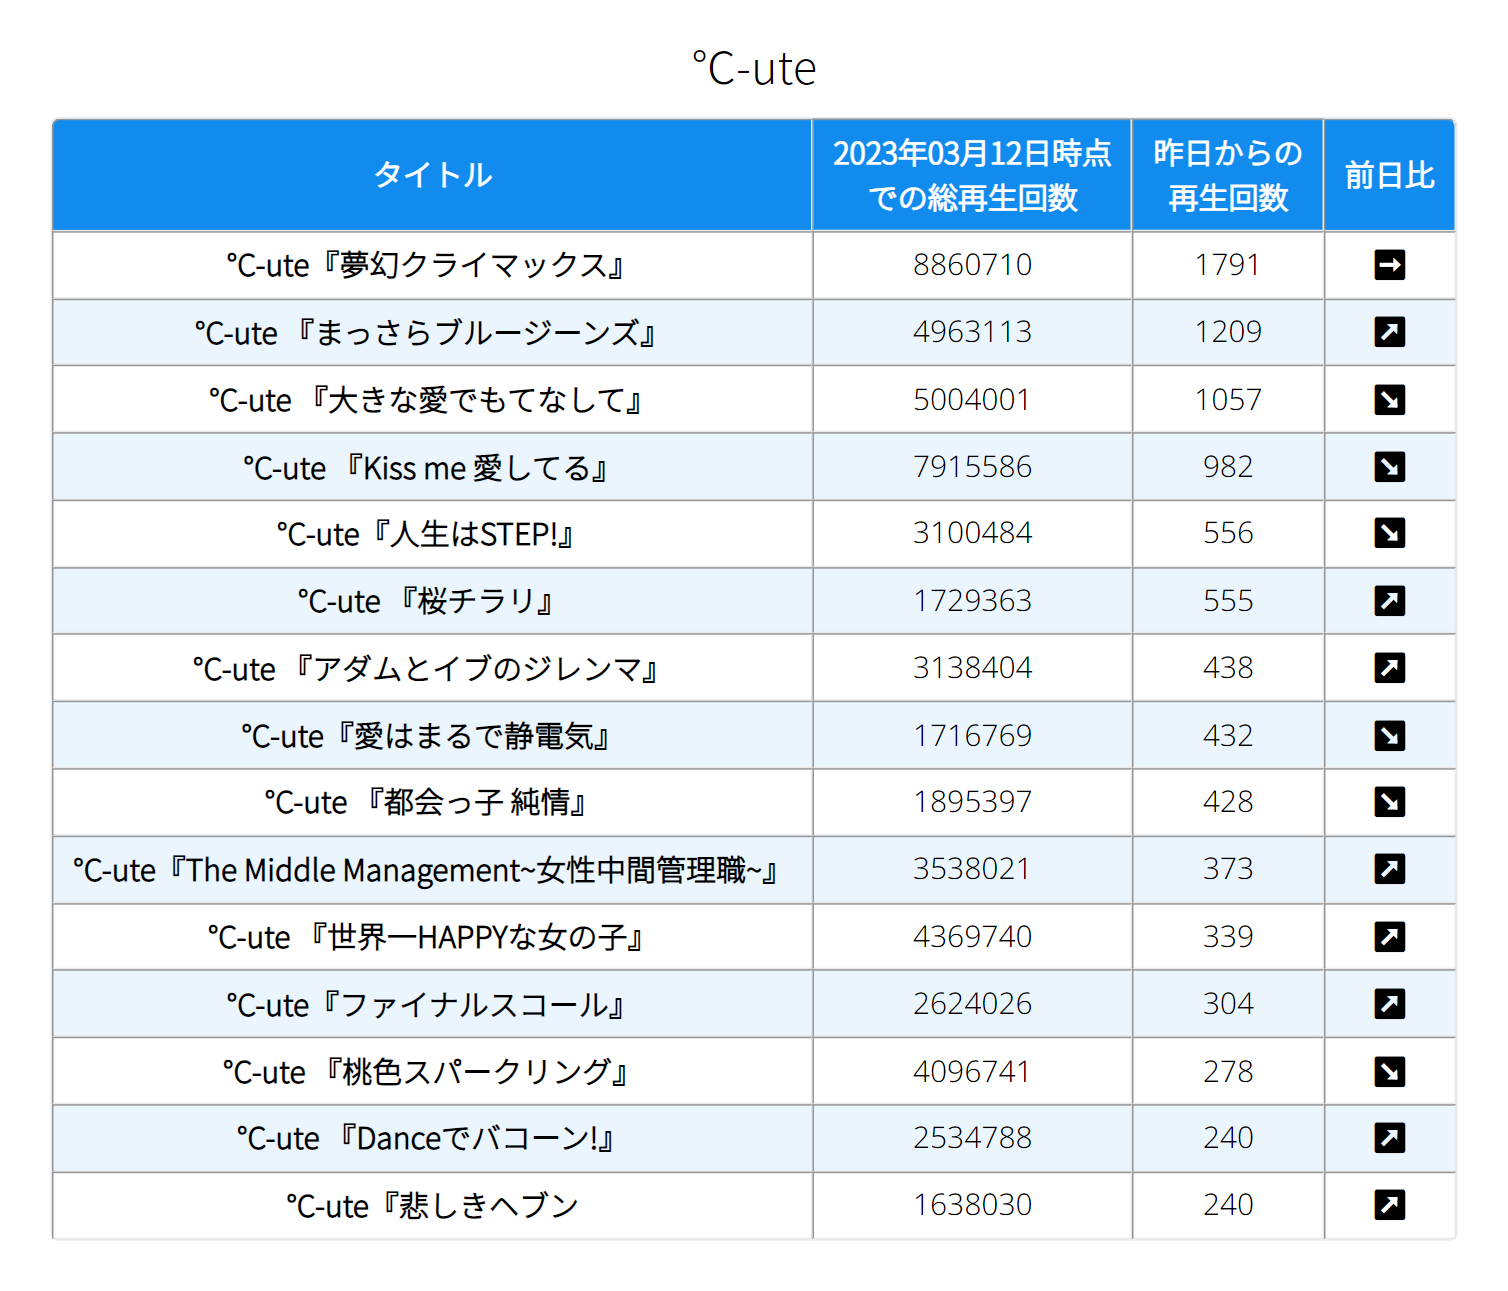 °C-ute
タイトル 2023年03月12日時点での総再生回数 昨日からの再生回数 前日比
°C-ute『夢幻クライマックス』 8860710 1791 ➡
°C-ute 『まっさらブルージーンズ』 4963113 1209 ↗
°C-ute 『大きな愛でもてなして』 5004001 1057 ↘
°C-ute 『Kiss me 愛してる』 7915586 982 ↘
°C-ute『人生はSTEP!』 3100484 556 ↘
°C-ute 『桜チラリ』 1729363 555 ↗
°C-ute 『アダムとイブのジレンマ』 3138404 438 ↗
°C-ute『愛はまるで静電気』 1716769 432 ↘
°C-ute 『都会っ子 純情』 1895397 428 ↘
°C-ute『The Middle Management~女性中間管理職~』 3538021 373 ↗
°C-ute 『世界一HAPPYな女の子』 4369740 339 ↗
°C-ute『ファイナルスコール』 2624026 304 ↗
°C-ute 『桃色スパークリング』 4096741 278 ↘
°C-ute 『Danceでバコーン!』 2534788 240 ↗
°C-ute『悲しきヘブン 1638030 240 ↗